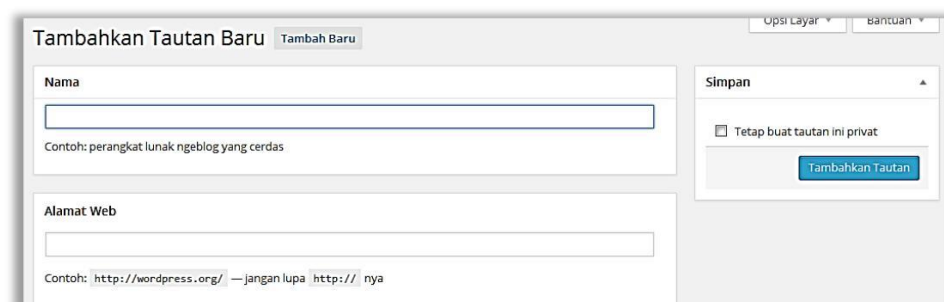 Opsi Layar Bantuan
Tambahkan Tautan Baru Tambah Baru
Nama
Contoh: perangkat lunak ngeblog yang cerdas
Simpan
Tetap buat tautan ini privat
Tambahkan Tautan
Alamat Web
Contoh: http://wordpress.org/ — jangan lupa http:// nya